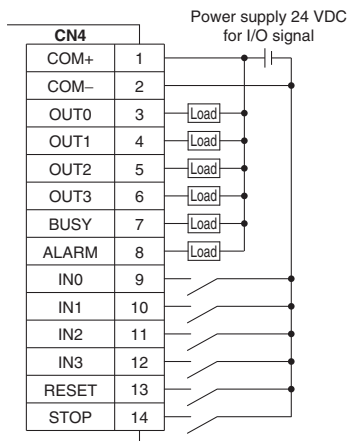 Power supply 24 VDC
for I/O signal
CN4
COM+ 1
COM− 2
OUT0 3 Load
OUT1 4 Load
OUT2 5 Load
OUT3 6 Load
BUSY 7 Load
ALARM 8 Load
IN0 9
IN1 10
IN2 11
IN3 12
RESET 13
STOP 14